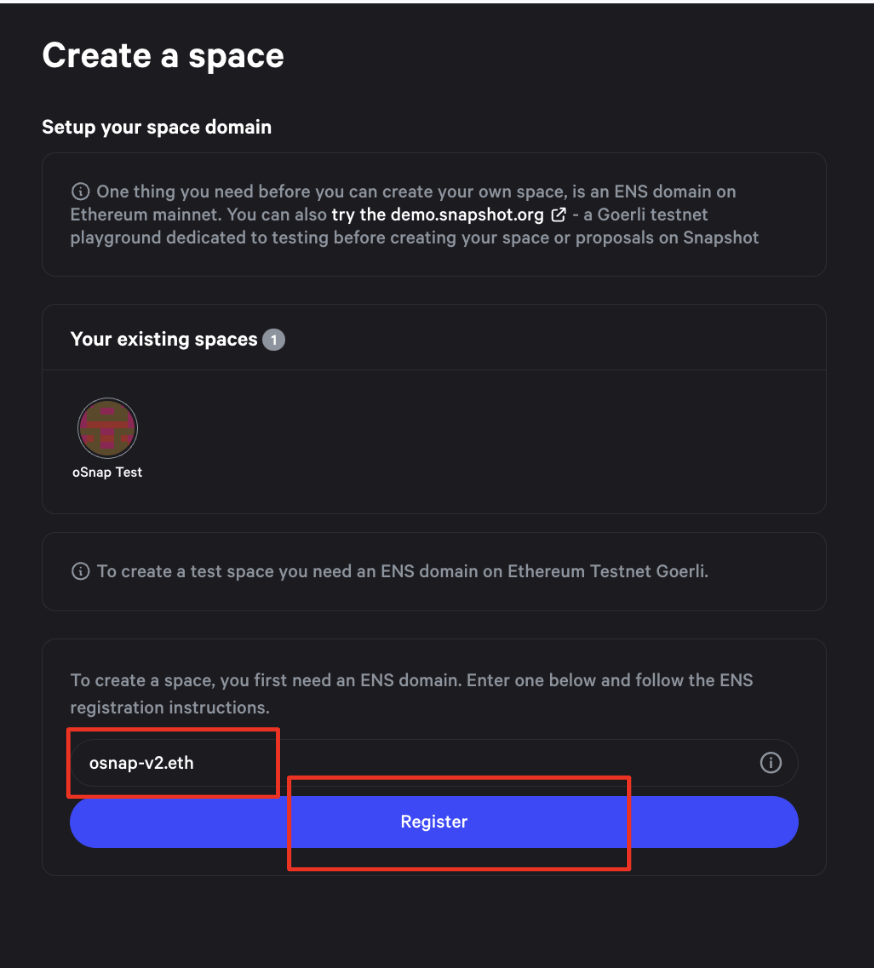 Create a space
Setup your space domain
One thing you need before you can create your own space, is an ENS domain on
Ethereum mainnet. You can also try the demo.snapshot.org - a Goerli testnet
playground dedicated to testing before creating your space or proposals on Snapshot
Your existing spaces 1
oSnap Test
To create a test space you need an ENS domain on Ethereum Testnet Goerli.
To create a space, you first need an ENS domain. Enter one below and follow the ENS
registration instructions.
osnap-v2.eth
Register